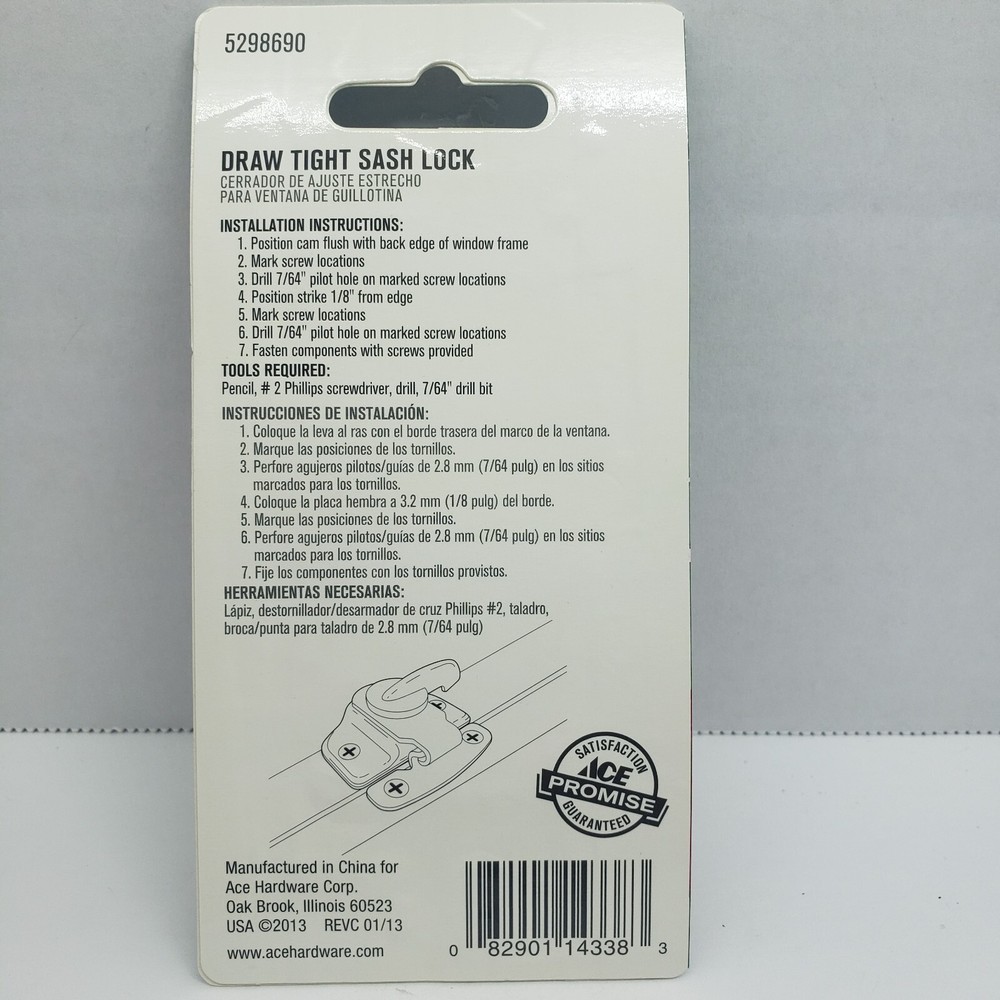 5298690
DRAW TIGHT SASH LOCK
CERRADOR DE AJUSTE ESTRECHO
PARA VENTANA DE GUILLOTINA
INSTALLATION INSTRUCTIONS:
1. Position cam flush with back edge of window frame
2. Mark screw locations
3. Drill 7/64" pilot hole on marked screw locations
4. Position strike 1/8" from edge
5. Mark screw locations
6. Drill 7/64" pilot hole on marked screw locations
7. Fasten components with screws provided
TOOLS REQUIRED:
Pencil, # 2 Phillips screwdriver, drill, 7/64" drill bit
INSTRUCCIONES DE INSTALACIÓN:
1. Coloque la leva al ras con el borde trasera del marco de la ventana.
2. Marque las posiciones de los tornillos.
3. Perfore agujeros pilotos/guías de 2.8 mm (7/64 pulg) en los sitios
marcados para los tornillos.
4. Coloque la placa hembra a 3.2 mm (1/8 pulg) del borde.
5. Marque las posiciones de los tornillos.
6. Perfore agujeros pilotos/guías de 2.8 mm (7/64 pulg) en los sitios
marcados para los tornillos.
7. Fije los componentes con los tornillos provistos.
HERRAMIENTAS NECESARIAS:
Lápiz, destornillador/desarmador de cruz Phillips #2, taladro,
broca/punta para taladro de 2.8 mm (7/64 pulg)
SATISFACTION
ACE
PROMISE
GUARANTEED
Manufactured in China for
Ace Hardware Corp.
Oak Brook, Illinois 60523
USA ©2013 REVC 01/13
www.acehardware.com
0 82901 14338 3